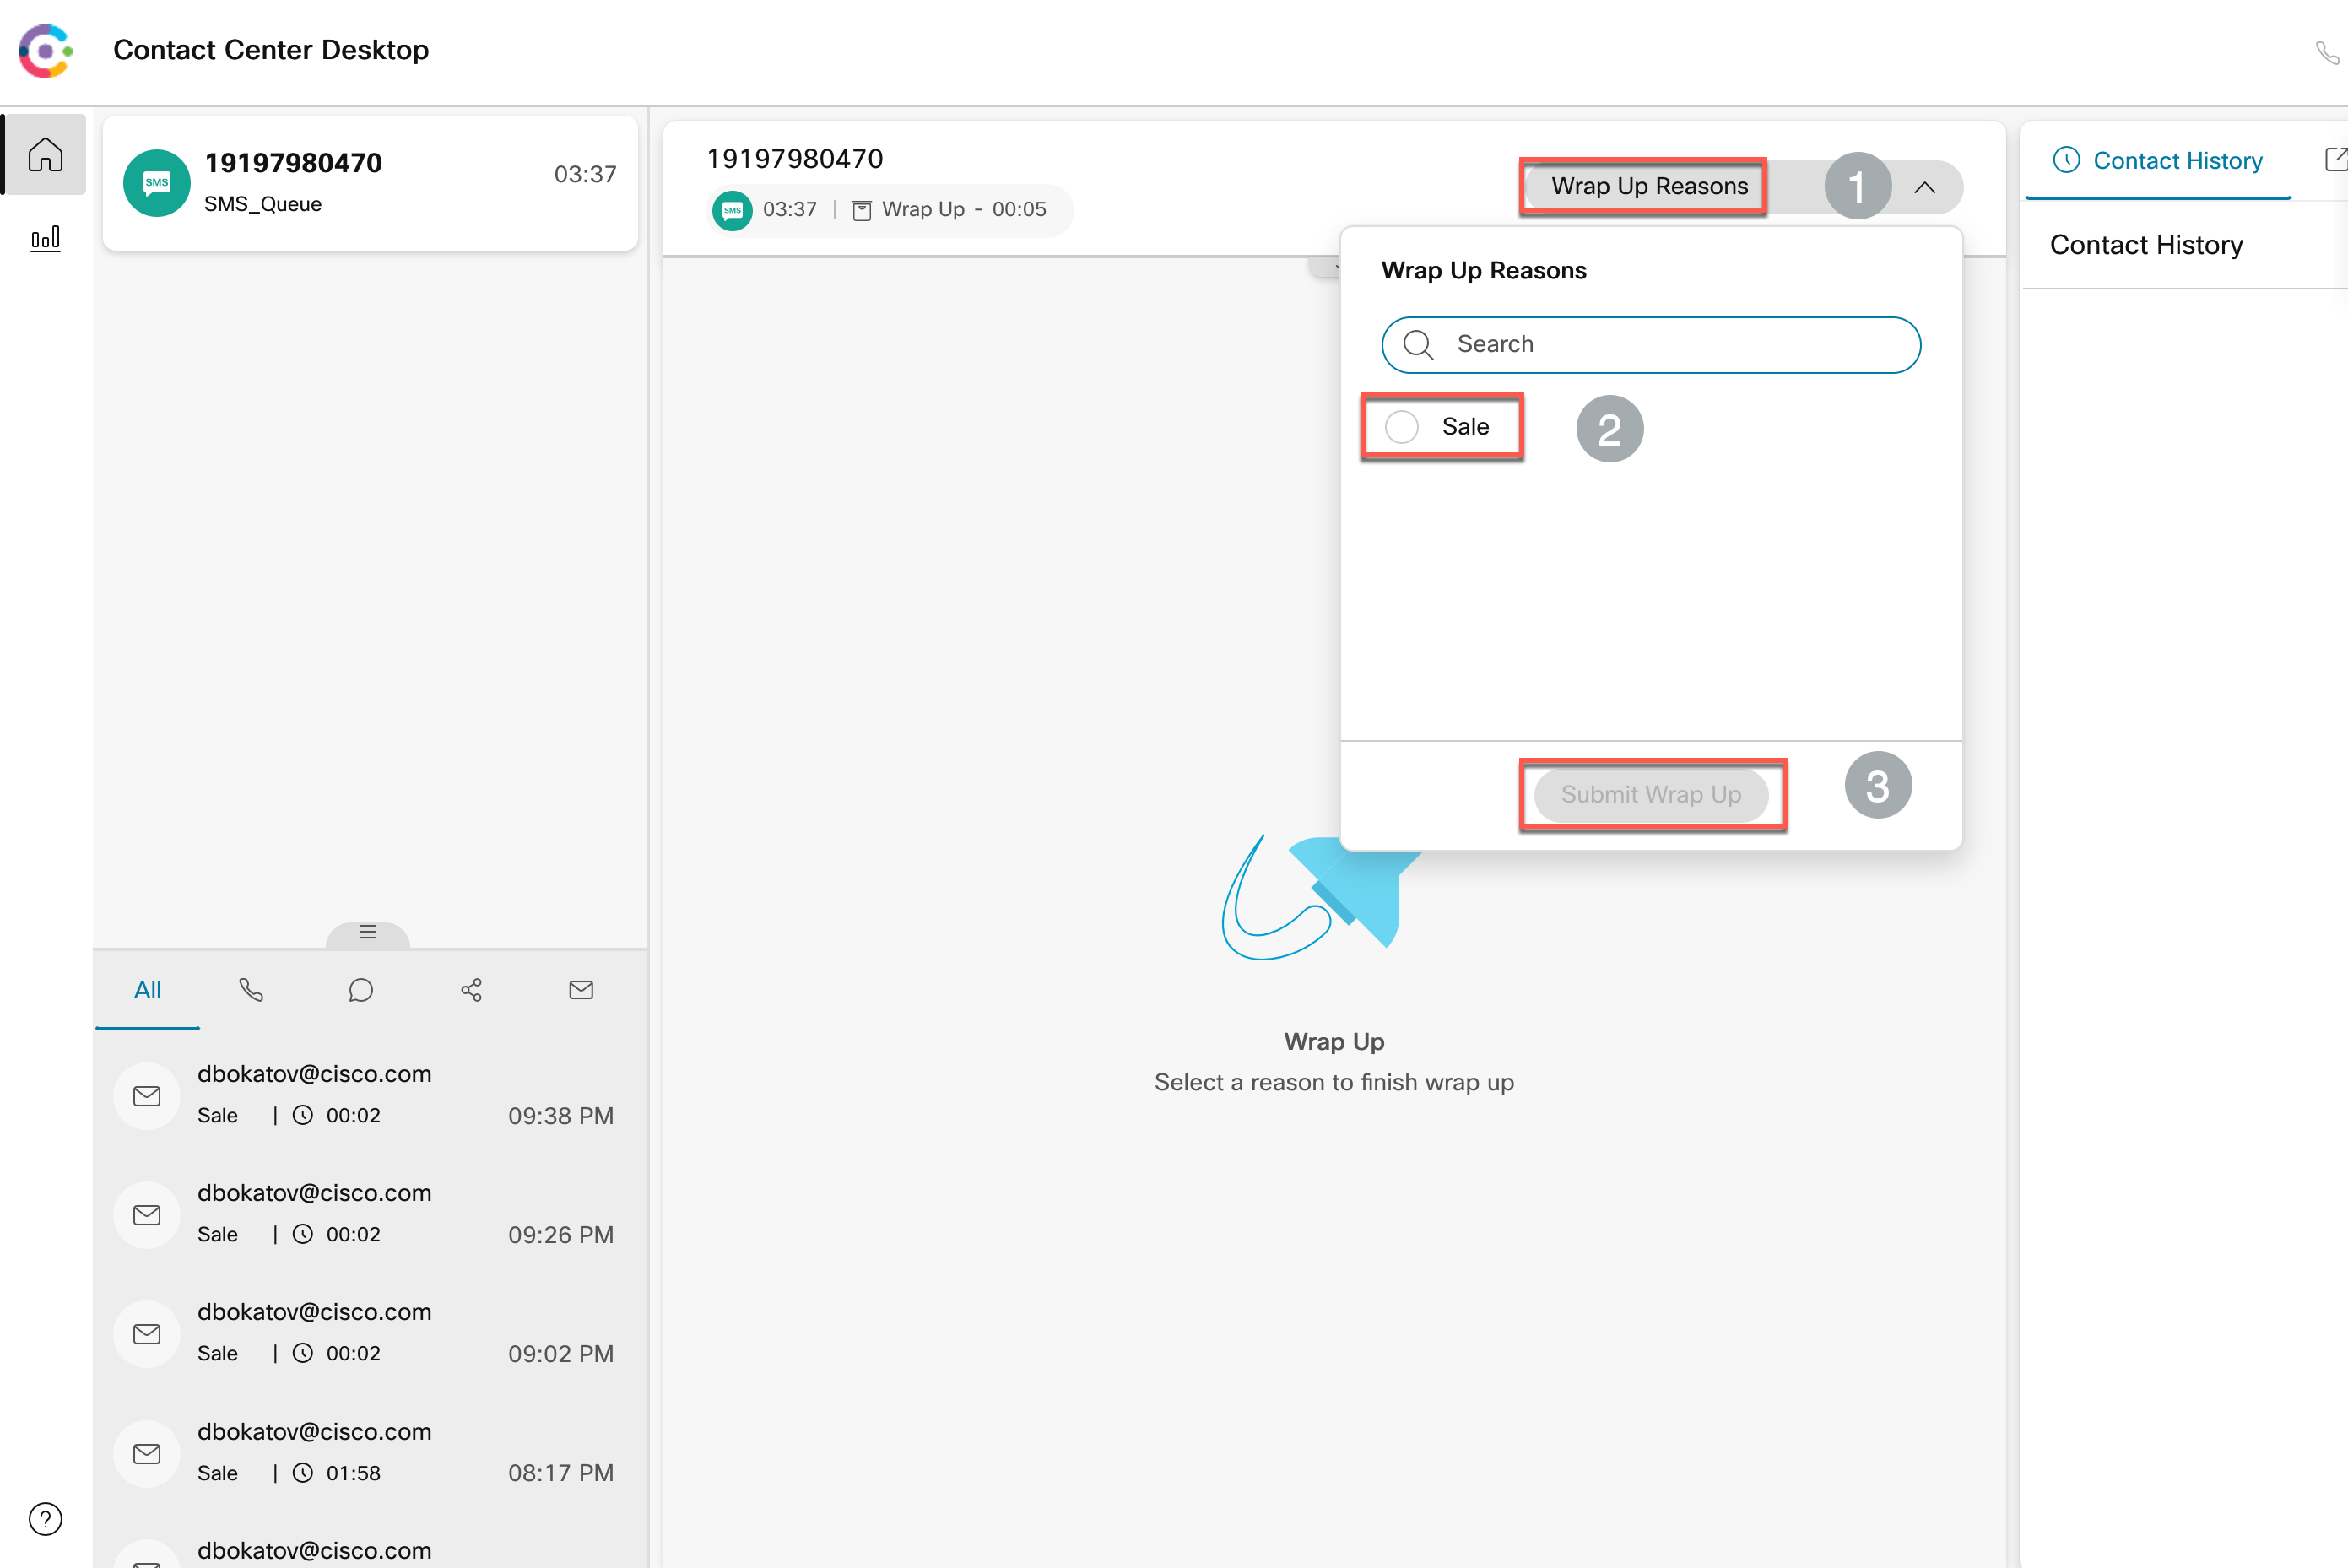 Contact Center Desktop
19197980470
03:37
SMS
SMS_Queue
19197980470
SMS 03:37 | Wrap Up - 00:05
Wrap Up Reasons 1
Wrap Up Reasons
Search
Sale 2
Submit Wrap Up 3
Wrap Up
Select a reason to finish wrap up
Contact History
Contact History
All
dbokatov@cisco.com
Sale | 00:02 09:38 PM
dbokatov@cisco.com
Sale | 00:02 09:26 PM
dbokatov@cisco.com
Sale | 00:02 09:02 PM
dbokatov@cisco.com
Sale | 01:58 08:17 PM
dbokatov@cisco.com
?